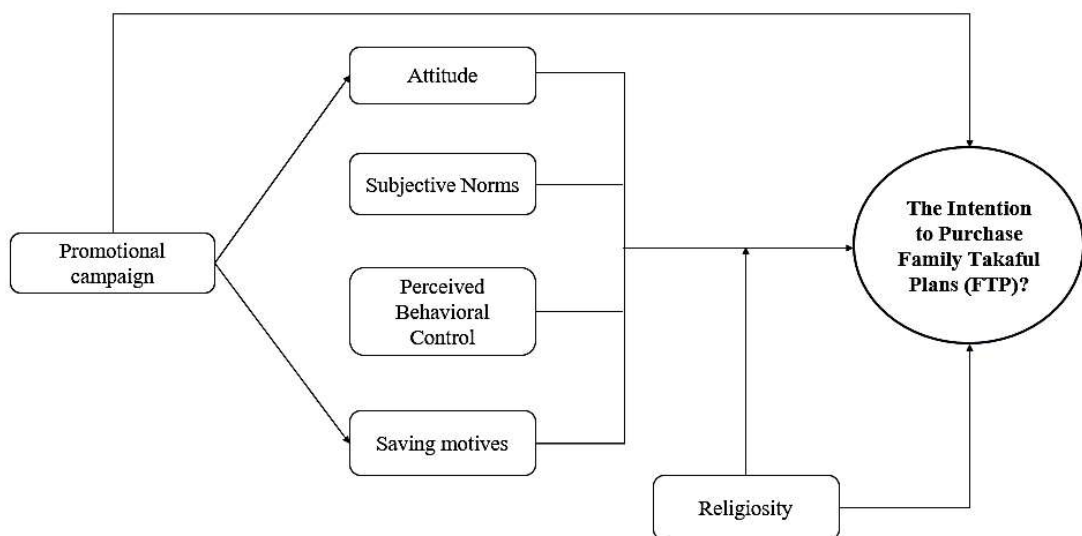 Attitude
Subjective Norms
Promotional
campaign
Perceived
Behavioral
Control
Saving motives
Religiosity
The Intention
to Purchase
Family Takaful
Plans (FTP)?